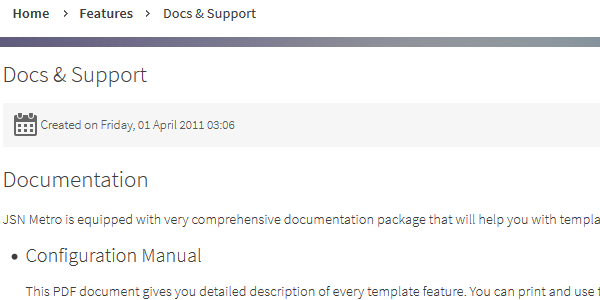 Home > Features > Docs & Support
Docs & Support
Created on Friday, 01 April 2011 03:06
Documentation
JSN Metro is equipped with very comprehensive documentation package that will help you with templa
• Configuration Manual
This PDF document gives you detailed description of every template feature. You can print and use